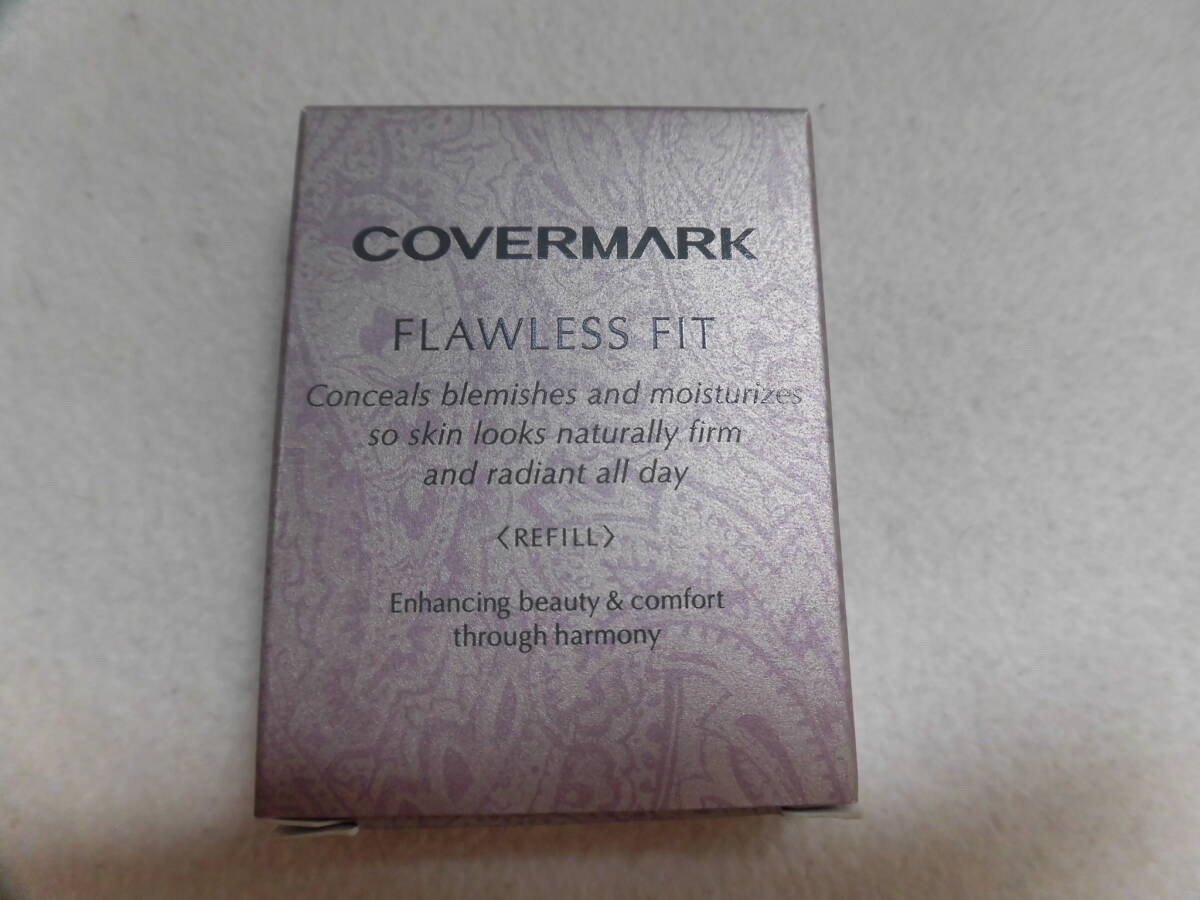 COVERMARK
FLAWLESS FIT
Conceals blemishes and moisturizes
so skin looks naturally firm
and radiant all day
〈REFILL〉
Enhancing beauty & comfort
through harmony